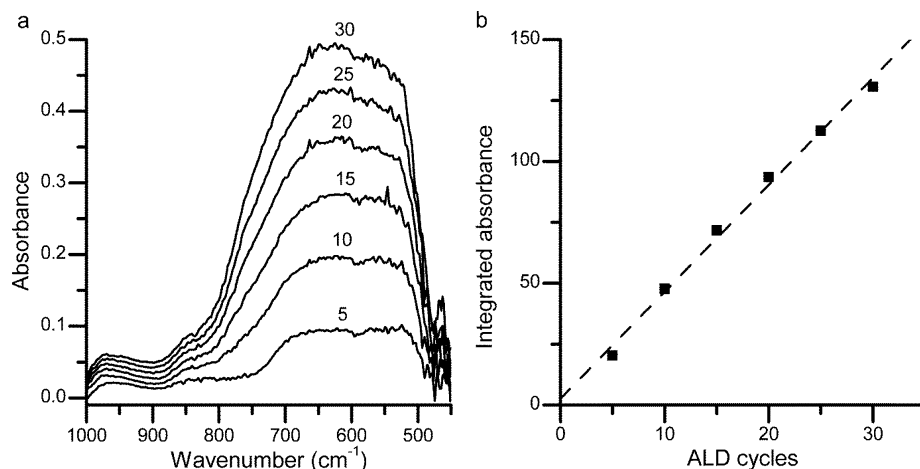 a
0.5
0.4
0.3
0.2
0.1
0.0
Absorbance
30
25
20
15
10
5
1000 900 800 700 600 500
Wavenumber (cm⁻¹)
b
150
100
50
0
Integrated absorbance
0 10 20 30
ALD cycles